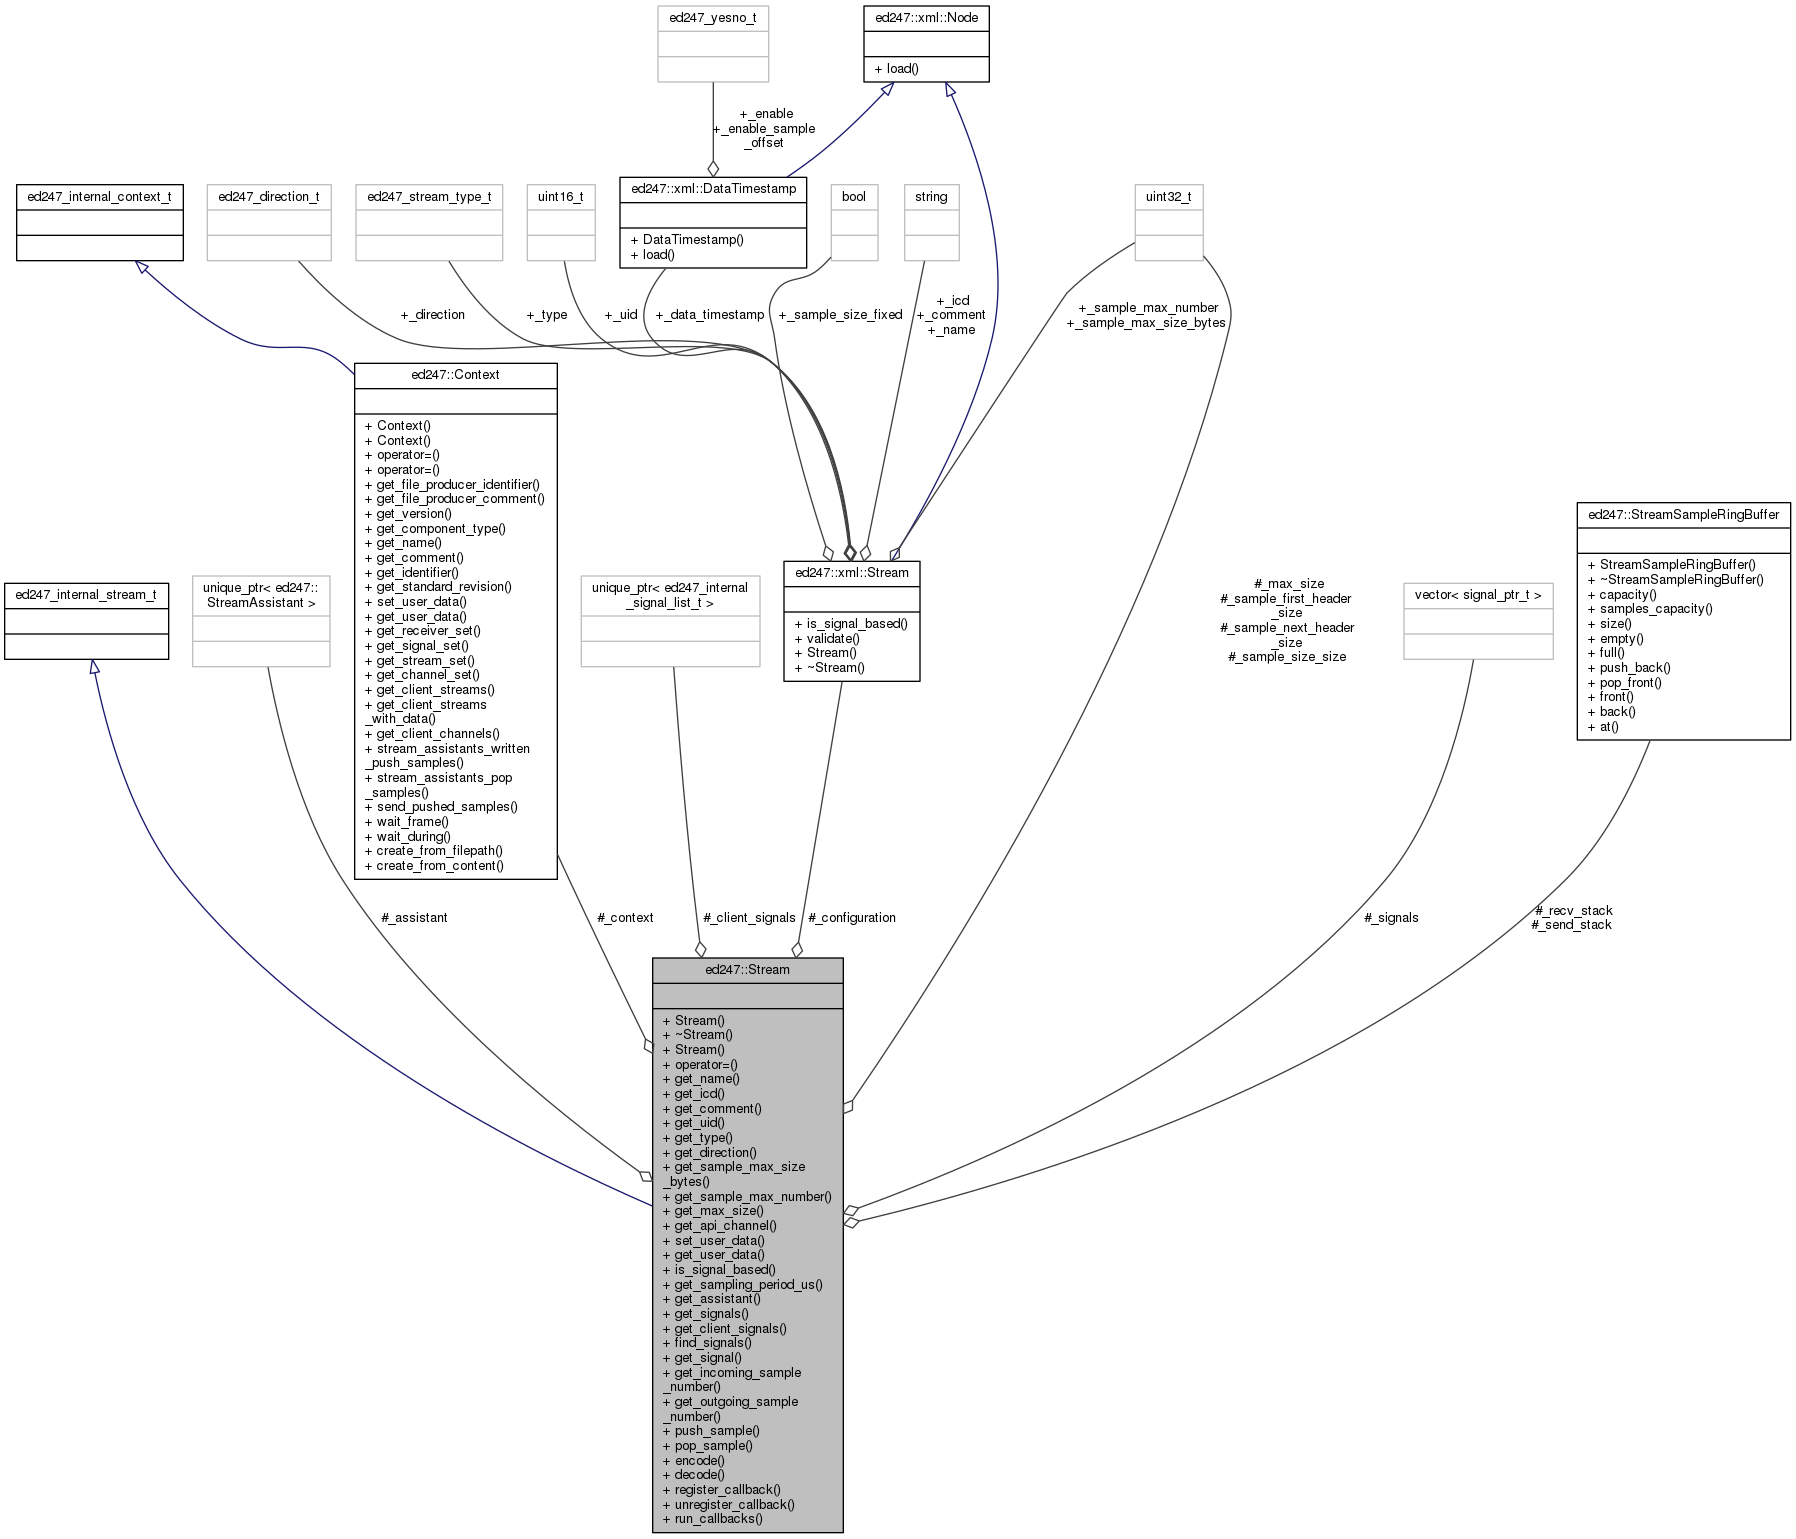 ed247_yesno_t
ed247::xml::Node
+ load()
+_enable
+_enable_sample
_offset
ed247_internal_context_t
ed247_direction_t
ed247_stream_type_t
uint16_t
ed247::xml::DataTimestamp
+ DataTimestamp()
+ load()
bool
string
uint32_t
+_direction
+_type
+_uid
+_data_timestamp
+_sample_size_fixed
+_icd
+_comment
+_name
+_sample_max_number
+_sample_max_size_bytes
ed247::Context
+ Context()
+ Context()
+ operator=()
+ operator=()
+ get_file_producer_identifier()
+ get_file_producer_comment()
+ get_version()
+ get_component_type()
+ get_name()
+ get_comment()
+ get_identifier()
+ get_standard_revision()
+ set_user_data()
+ get_user_data()
+ get_receiver_set()
+ get_signal_set()
+ get_stream_set()
+ get_channel_set()
+ get_client_streams()
+ get_client_streams
_with_data()
+ get_client_channels()
+ stream_assistants_written
_push_samples()
+ stream_assistants_pop
_samples()
+ send_pushed_samples()
+ wait_frame()
+ wait_during()
+ create_from_filepath()
+ create_from_content()
ed247_internal_stream_t
unique_ptr< ed247::
StreamAssistant >
unique_ptr< ed247_internal
_signal_list_t >
ed247::xml::Stream
+ is_signal_based()
+ validate()
+ Stream()
+ ~Stream()
#_max_size
#_sample_first_header
_size
#_sample_next_header
_size
#_sample_size_size
vector< signal_ptr_t >
ed247::StreamSampleRingBuffer
+ StreamSampleRingBuffer()
+ ~StreamSampleRingBuffer()
+ capacity()
+ samples_capacity()
+ size()
+ empty()
+ full()
+ push_back()
+ pop_front()
+ front()
+ back()
+ at()
#_assistant
#_context
#_client_signals
#_configuration
#_signals
#_recv_stack
#_send_stack
ed247::Stream
+ Stream()
+ ~Stream()
+ Stream()
+ operator=()
+ get_name()
+ get_icd()
+ get_comment()
+ get_uid()
+ get_type()
+ get_direction()
+ get_sample_max_size
_bytes()
+ get_sample_max_number()
+ get_max_size()
+ get_api_channel()
+ set_user_data()
+ get_user_data()
+ is_signal_based()
+ get_sampling_period_us()
+ get_assistant()
+ get_signals()
+ get_client_signals()
+ find_signals()
+ get_signal()
+ get_incoming_sample
_number()
+ get_outgoing_sample
_number()
+ push_sample()
+ pop_sample()
+ encode()
+ decode()
+ register_callback()
+ unregister_callback()
+ run_callbacks()